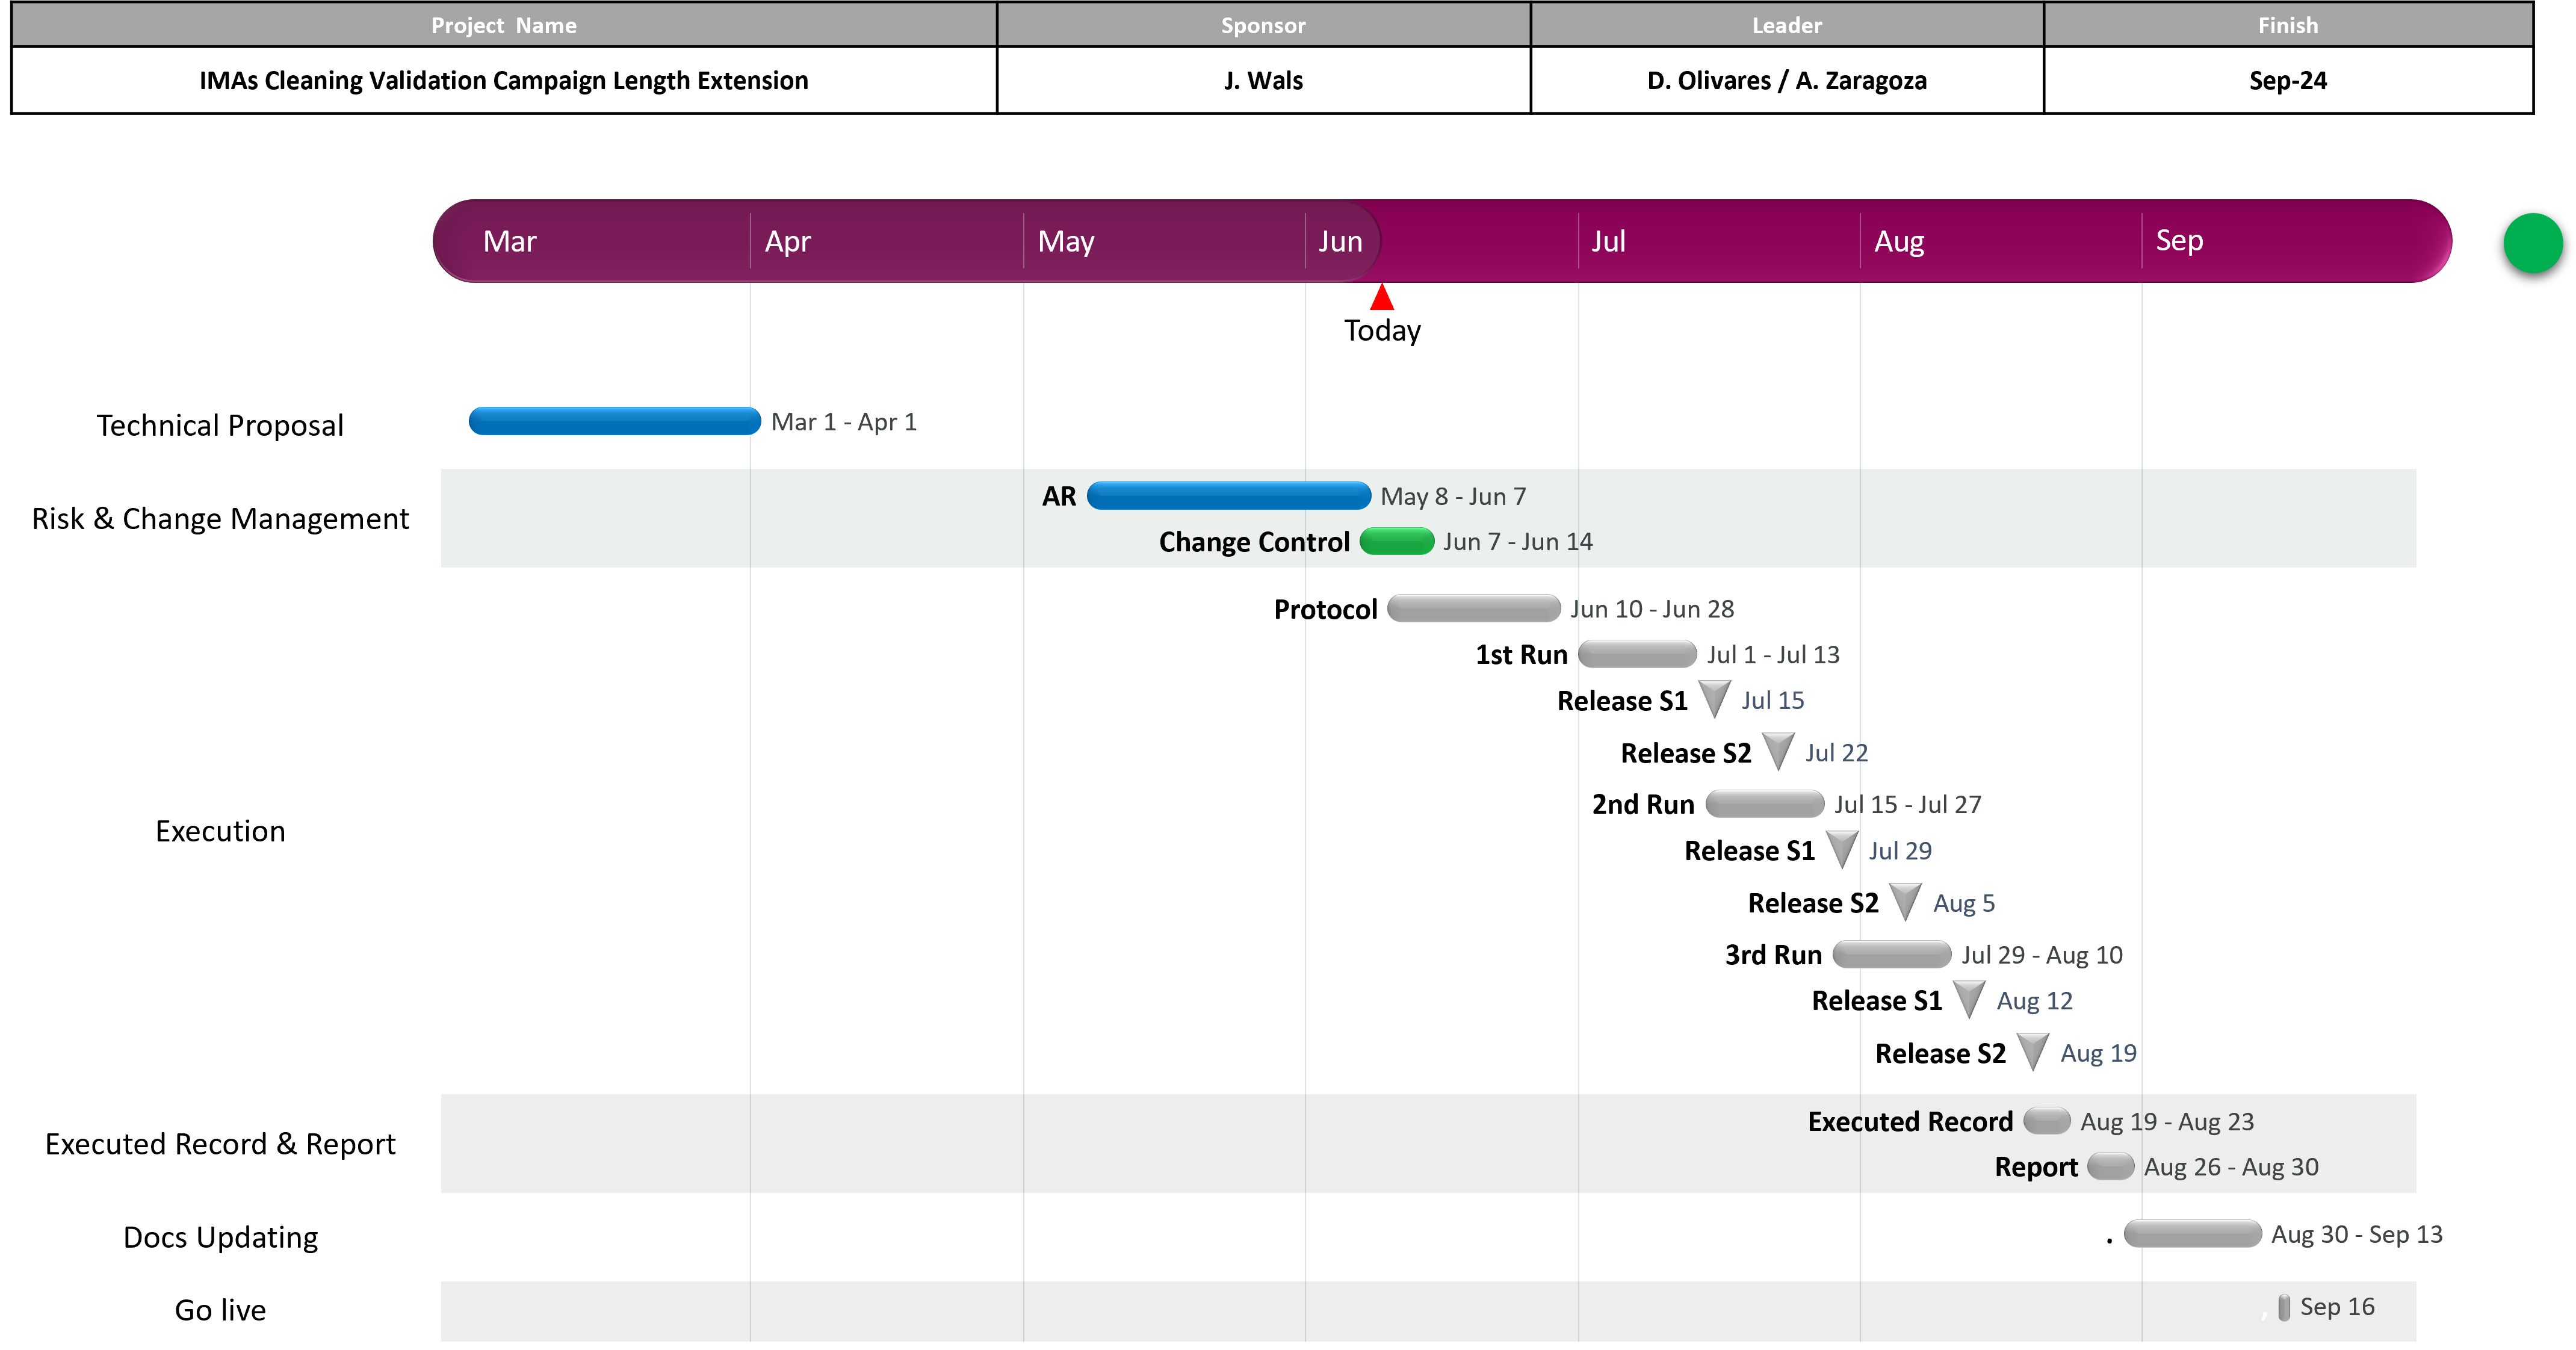 Project Name Sponsor Leader Finish
IMAs Cleaning Validation Campaign Length Extension J. Wals D. Olivares / A. Zaragoza Sep-24
Mar Apr May Jun Jul Aug Sep
Today
Technical Proposal Mar 1 - Apr 1
AR May 8 - Jun 7
Risk & Change Management
Change Control Jun 7 - Jun 14
Protocol Jun 10 - Jun 28
1st Run Jul 1 - Jul 13
Release S1 Jul 15
Release S2 Jul 22
2nd Run Jul 15 - Jul 27
Execution
Release S1 Jul 29
Release S2 Aug 5
3rd Run Jul 29 - Aug 10
Release S1 Aug 12
Release S2 Aug 19
Executed Record Aug 19 - Aug 23
Executed Record & Report
Report Aug 26 - Aug 30
Docs Updating . Aug 30 - Sep 13
Go live , Sep 16